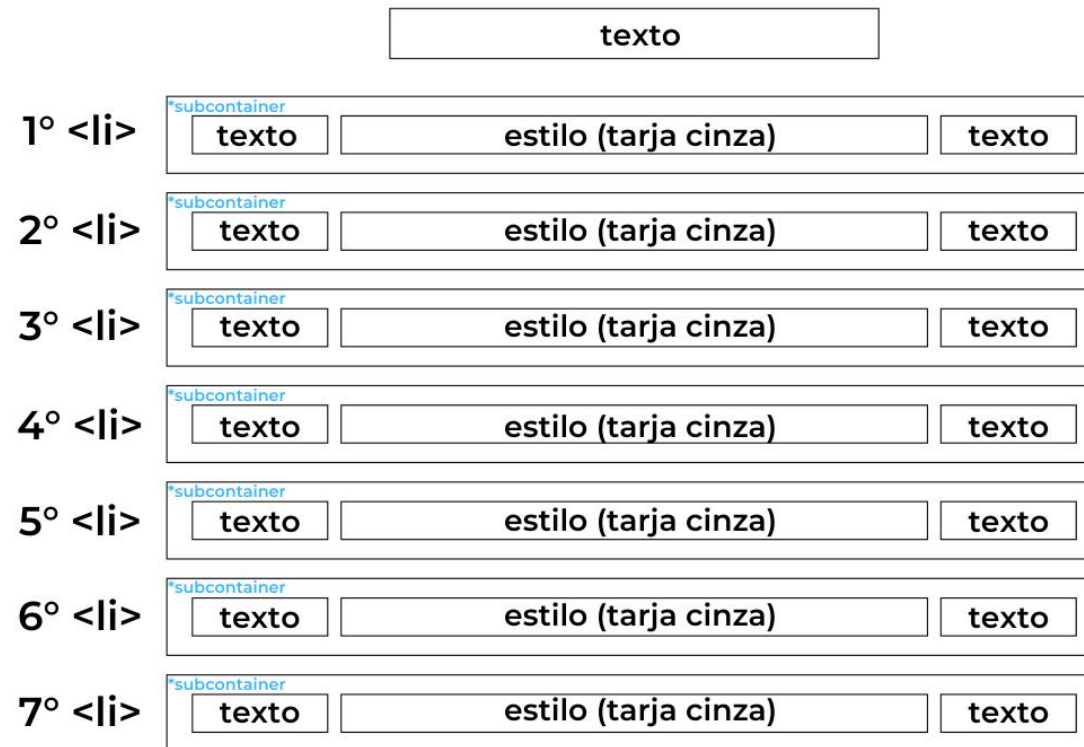 texto
*subcontainer
1° <li> texto estilo (tarja cinza) texto
*subcontainer
2° <li> texto estilo (tarja cinza) texto
*subcontainer
3° <li> texto estilo (tarja cinza) texto
*subcontainer
4° <li> texto estilo (tarja cinza) texto
*subcontainer
5° <li> texto estilo (tarja cinza) texto
*subcontainer
6° <li> texto estilo (tarja cinza) texto
*subcontainer
7° <li> texto estilo (tarja cinza) texto